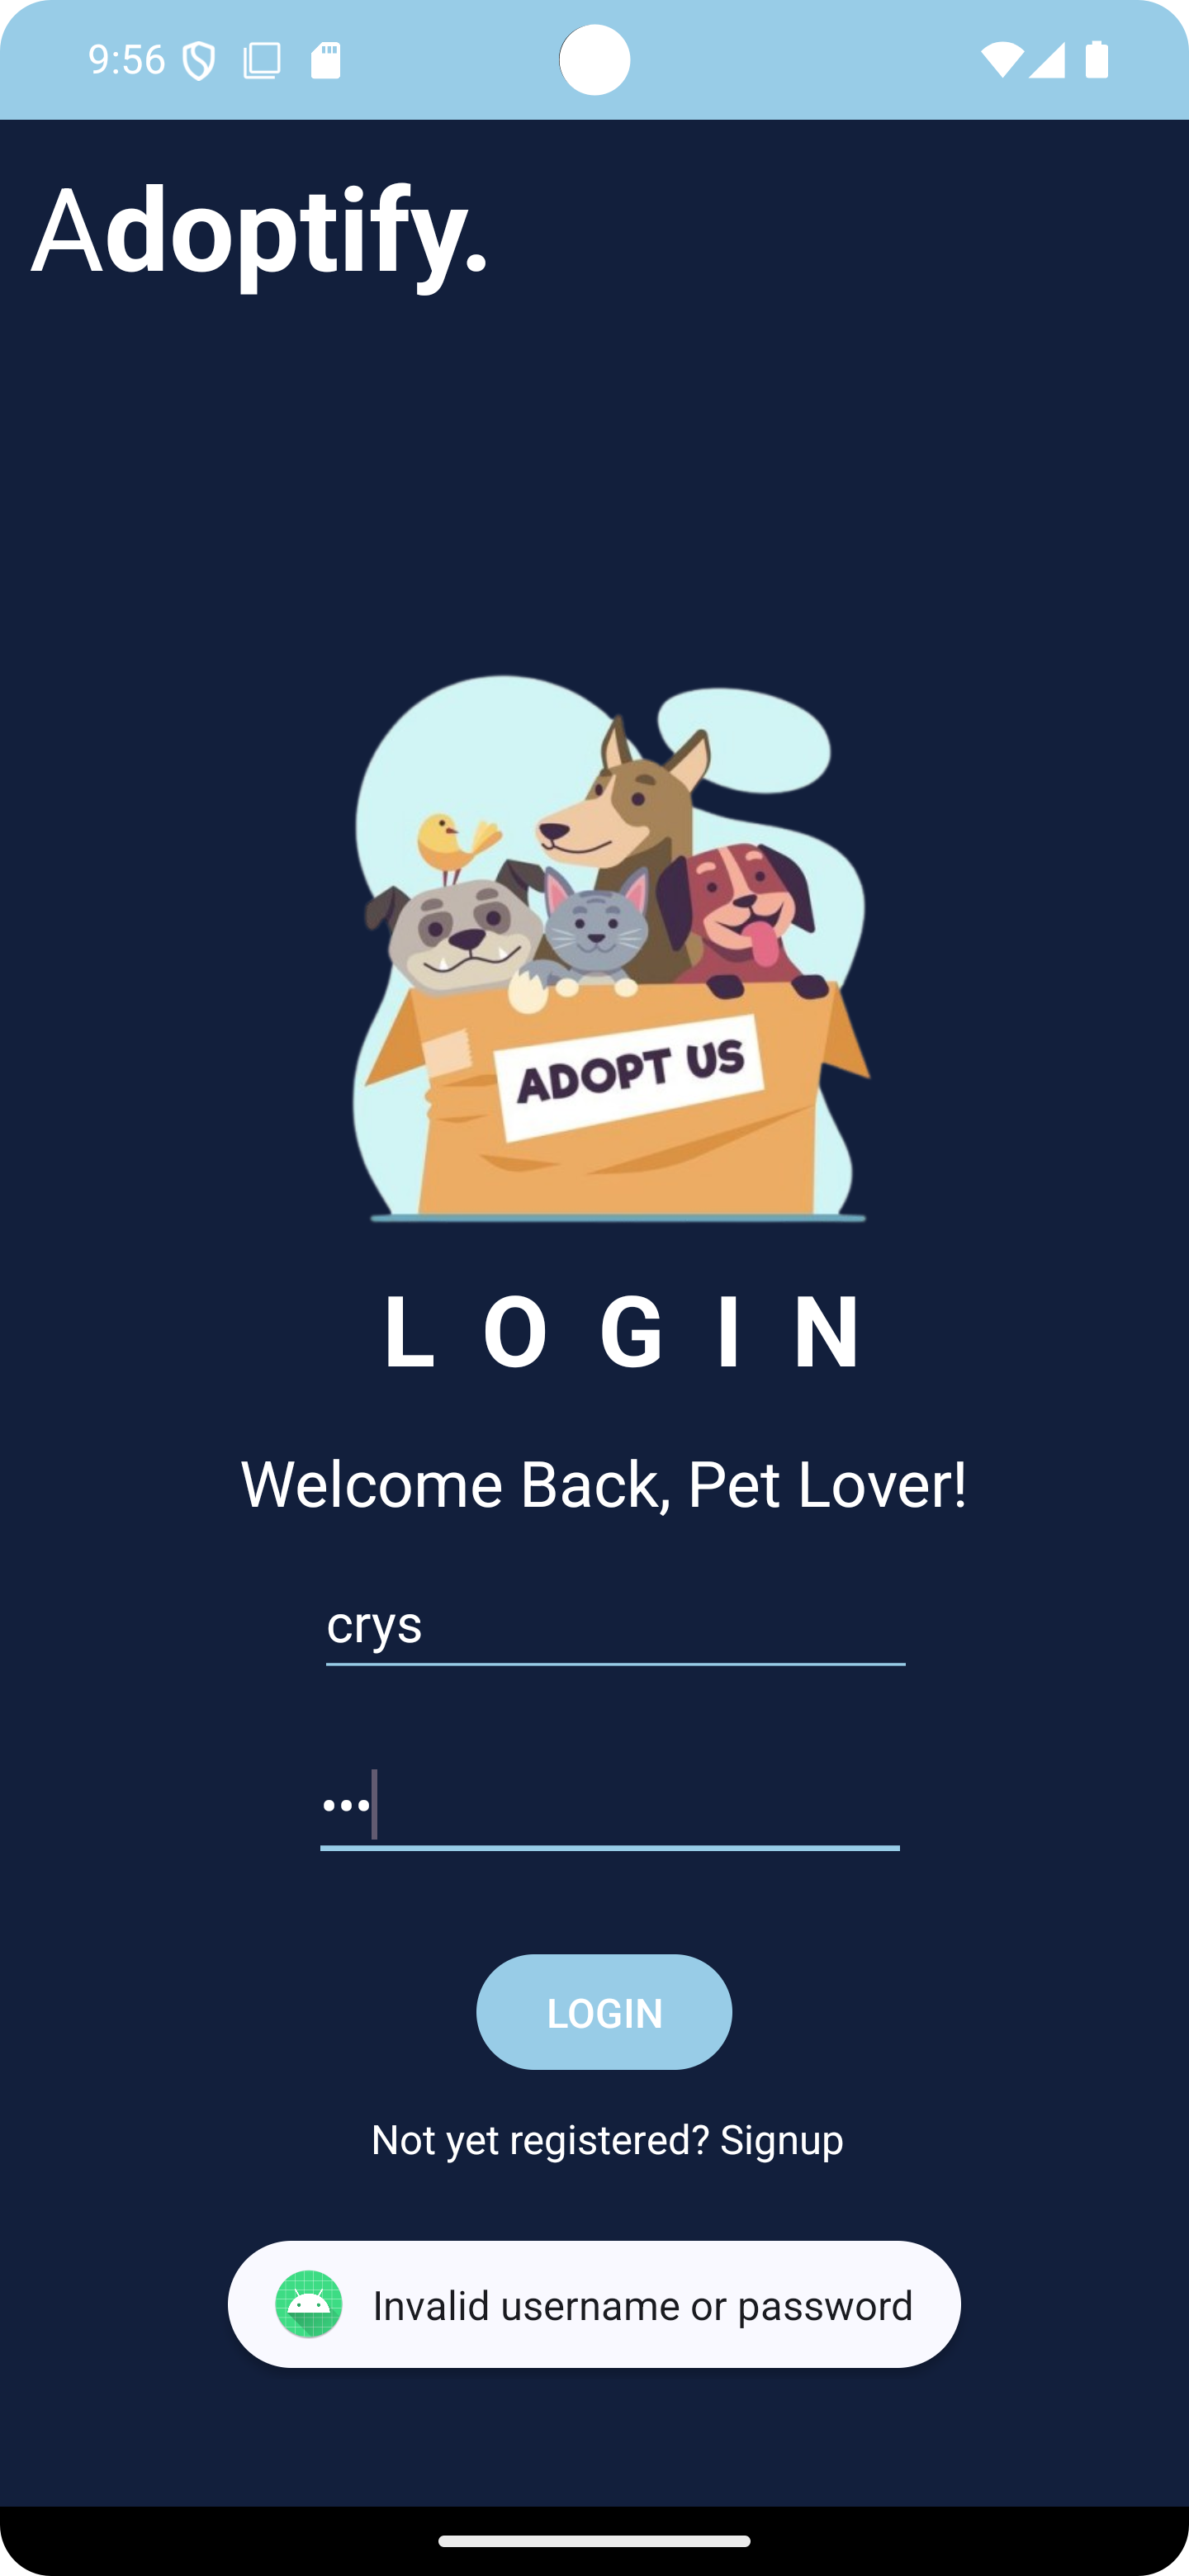 9:56
Adoptify.
ADOPT US
LOGIN
Welcome Back, Pet Lover!
crys
•••
LOGIN
Not yet registered? Signup
Invalid username or password